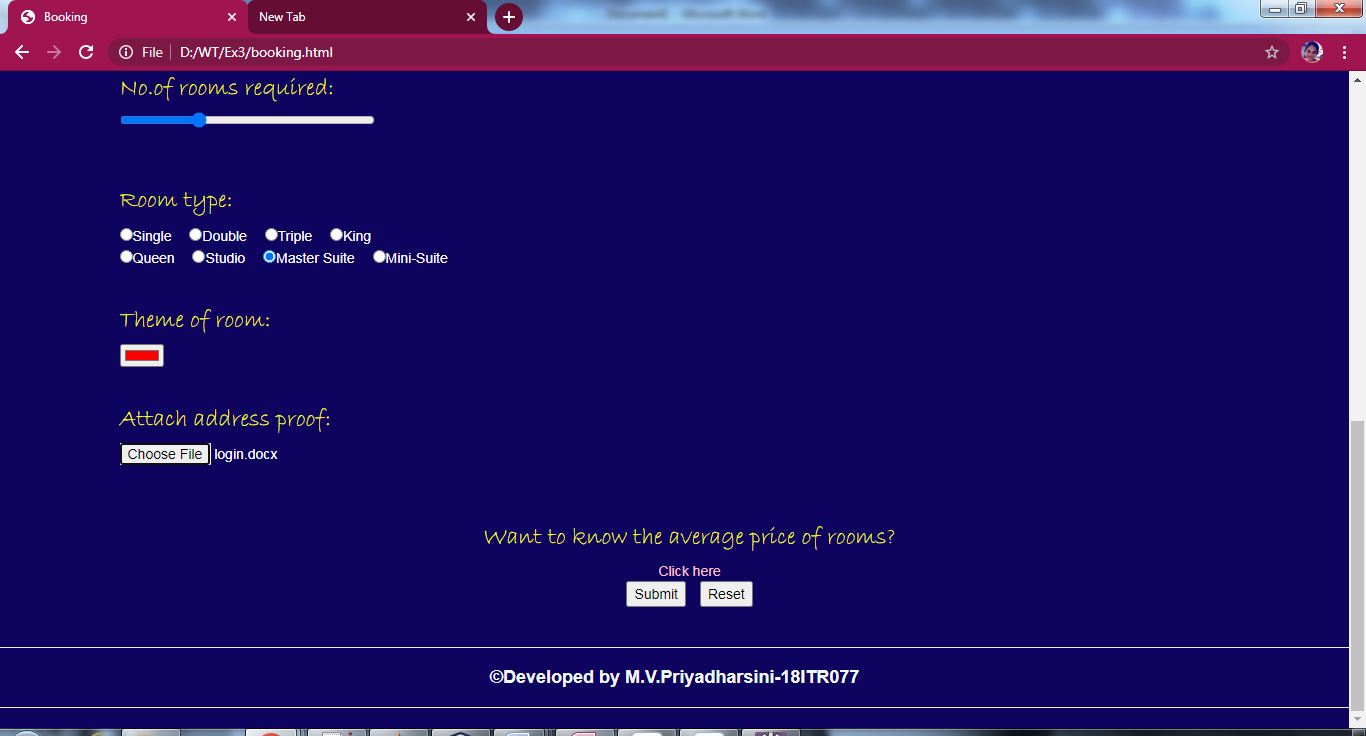 Booking
New Tab
File
D:/WT/Ex3/booking.html
No.of rooms required:
Room type:
Single Double Triple King
Queen Studio Master Suite Mini-Suite
Theme of room:
Attach address proof:
Choose File login.docx
Want to know the average price of rooms?
Click here
Submit Reset
©Developed by M.V.Priyadharsini-18ITR077